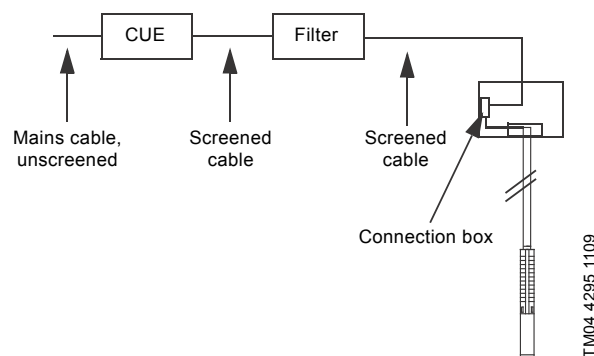 CUE
Filter
Mains cable,
unscreened
Screened
cable
Screened
cable
Connection box
TM04 4295 1109